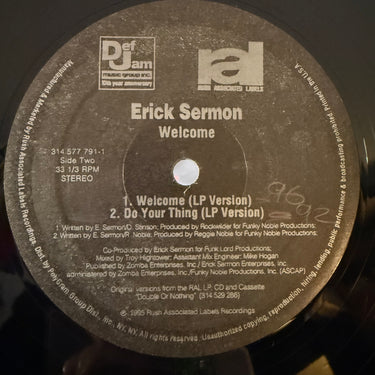 Def Jam
music group inc.
10th year anniversary
ral
RUSH ASSOCIATED LABELS
Erick Sermon
Welcome
314 577 791-1
Side Two
33 1/3 RPM
STEREO
1. Welcome (LP Version)
2. Do Your Thing (LP Version)
1. Written by E. Sermon/D. Stinson; Produced by Rockwilder for Funky Noble Productions;
2. Written by E. Sermon/R. Noble; Produced by Reggie Noble for Funky Noble Productions;
Co-Produced by Erick Sermon for Funk Lord Productions;
Mixed by Troy Hightower; Assistant Mix Engineer: Mike Hogan
Published by Zomba Enterprises, Inc./Erick Sermon Enterprises, Inc.
administered by Zomba Enterprises, Inc./Funky Noble Productions, Inc. (ASCAP)
Original versions from the RAL LP, CD and Cassette
"Double Or Nothing" (314 529 286)
℗ 1995 Rush Associated Labels Recordings
Manufactured & Marketed by Rush Associated Labels Recordings, Dist. by PolyGram Group Dist., Inc., NY, NY. All Rights Reserved. Unauthorized copying, reproduction, hiring, lending, public performance & broadcasting prohibited. Printed in the U.S.A.